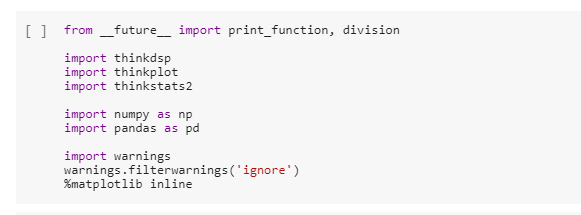 [ ] from __future__ import print_function, division
import thinkdsp
import thinkplot
import thinkstats2
import numpy as np
import pandas as pd
import warnings
warnings.filterwarnings('ignore')
%matplotlib inline